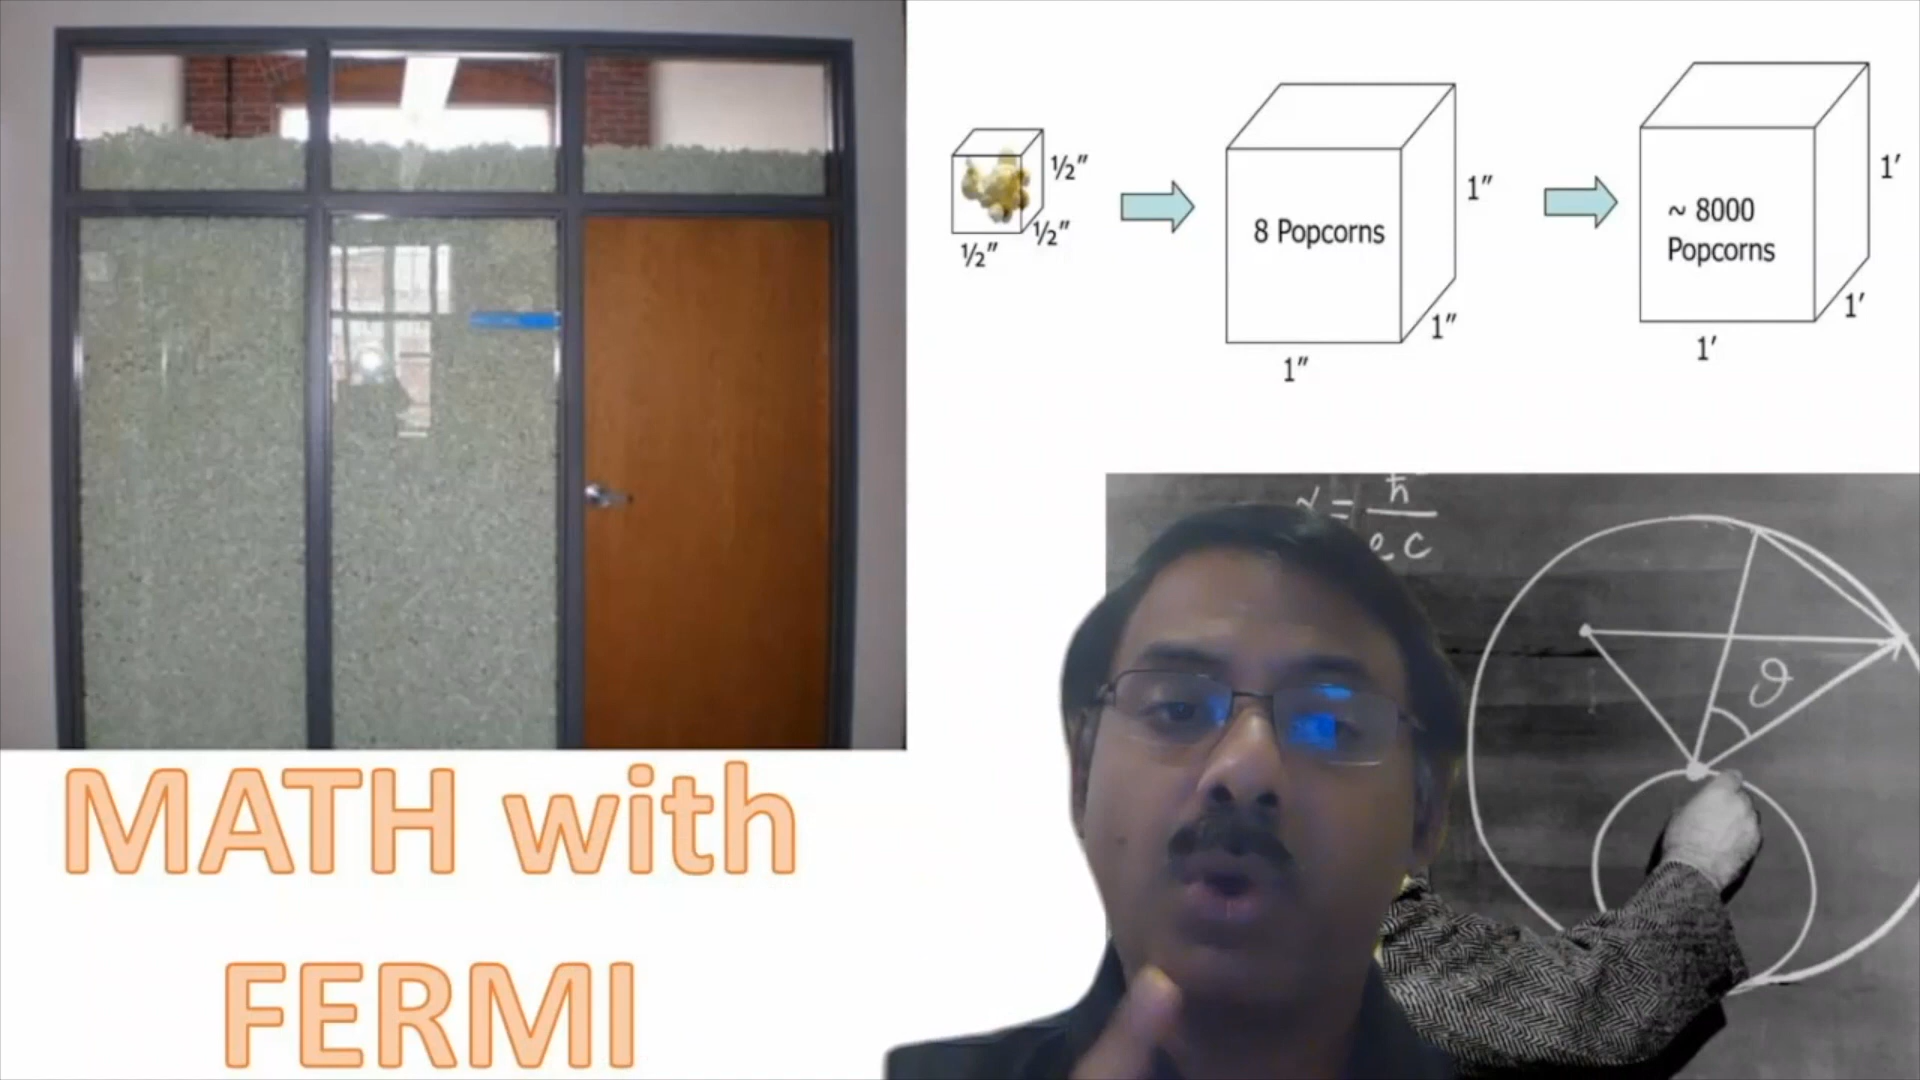 ½″
½″
½″
8 Popcorns
1″
1″
1″
~ 8000
Popcorns
1′
1′
1′
ħ
=
e c
ϑ
MATH with
FERMI